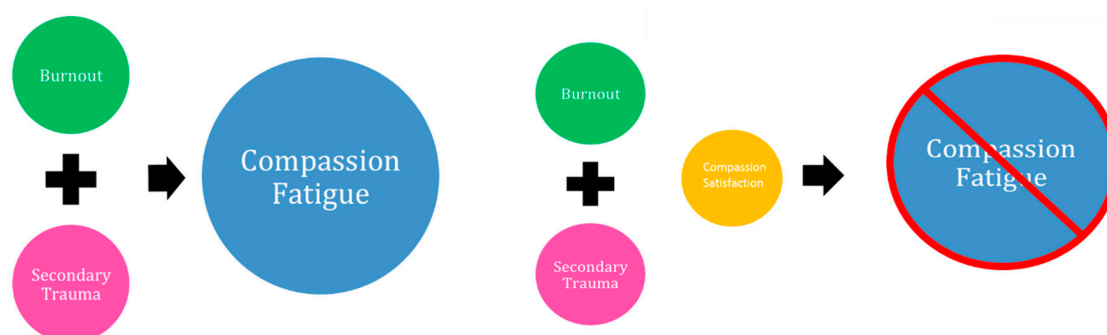 Burnout
Compassion
Fatigue
Secondary
Trauma
Burnout
Compassion
Satisfaction
Compassion
Fatigue
Secondary
Trauma